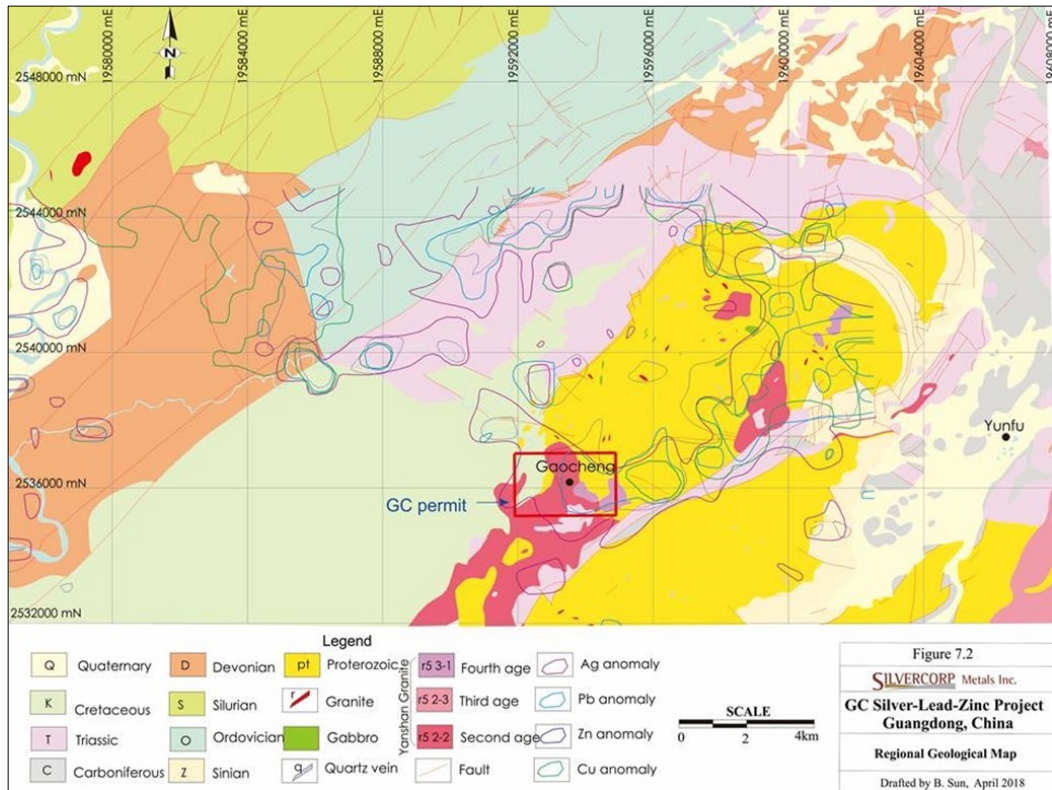 19580000 mE
19584000 mE
19588000 mE
19592000 mE
19596000 mE
19600000 mE
19604000 mE
19608000 mE
N
2548000 mN
2544000 mN
2540000 mN
2536000 mN
2532000 mN
Yunfu
Gaocheng
GC permit
Legend
Q Quaternary
K Cretaceous
T Triassic
C Carboniferous
D Devonian
S Silurian
O Ordovician
Z Sinian
pt Proterozoic
r Granite
Gabbro
q Quartz vein
Yanshan Granite
r5 3-1 Fourth age
r5 2-3 Third age
r5 2-2 Second age
Fault
Ag anomaly
Pb anomaly
Zn anomaly
Cu anomaly
SCALE
0 2 4km
Figure 7.2
SILVERCORP Metals Inc.
GC Silver-Lead-Zinc Project
Guangdong, China
Regional Geological Map
Drafted by B. Sun, April 2018